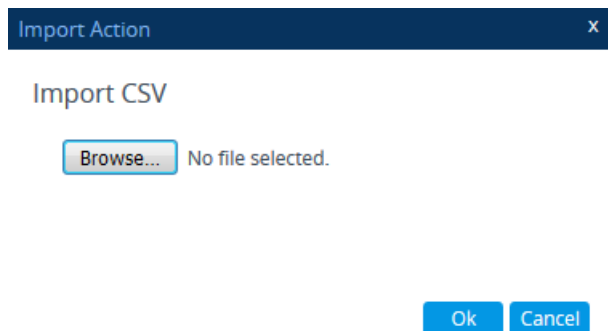 Import Action x
Import CSV
Browse... No file selected.
Ok Cancel